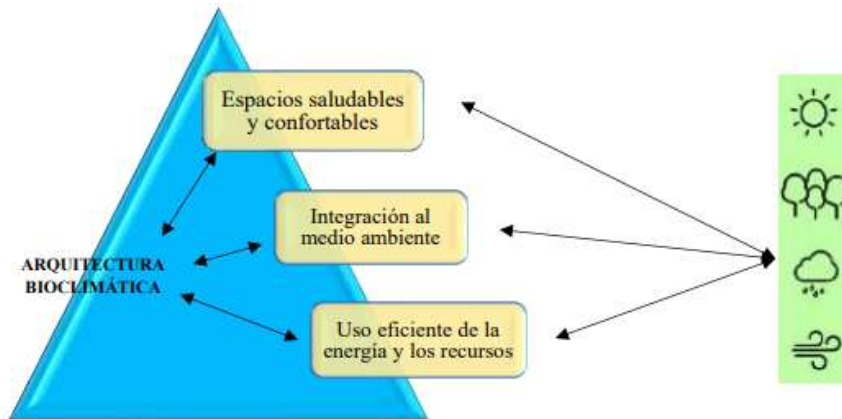 Espacios saludables
y confortables
Integración al
medio ambiente
ARQUITECTURA
BIOCLIMÁTICA
Uso eficiente de la
energía y los recursos